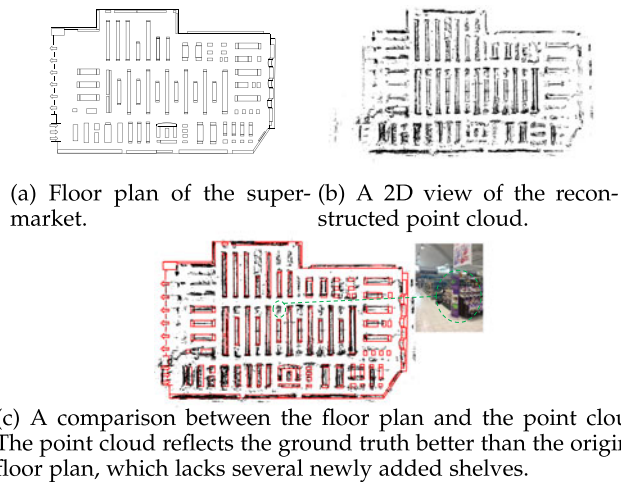 (a) Floor plan of the super-
market.
(b) A 2D view of the recon-
structed point cloud.
(c) A comparison between the floor plan and the point clou
The point cloud reflects the ground truth better than the origin
floor plan, which lacks several newly added shelves.